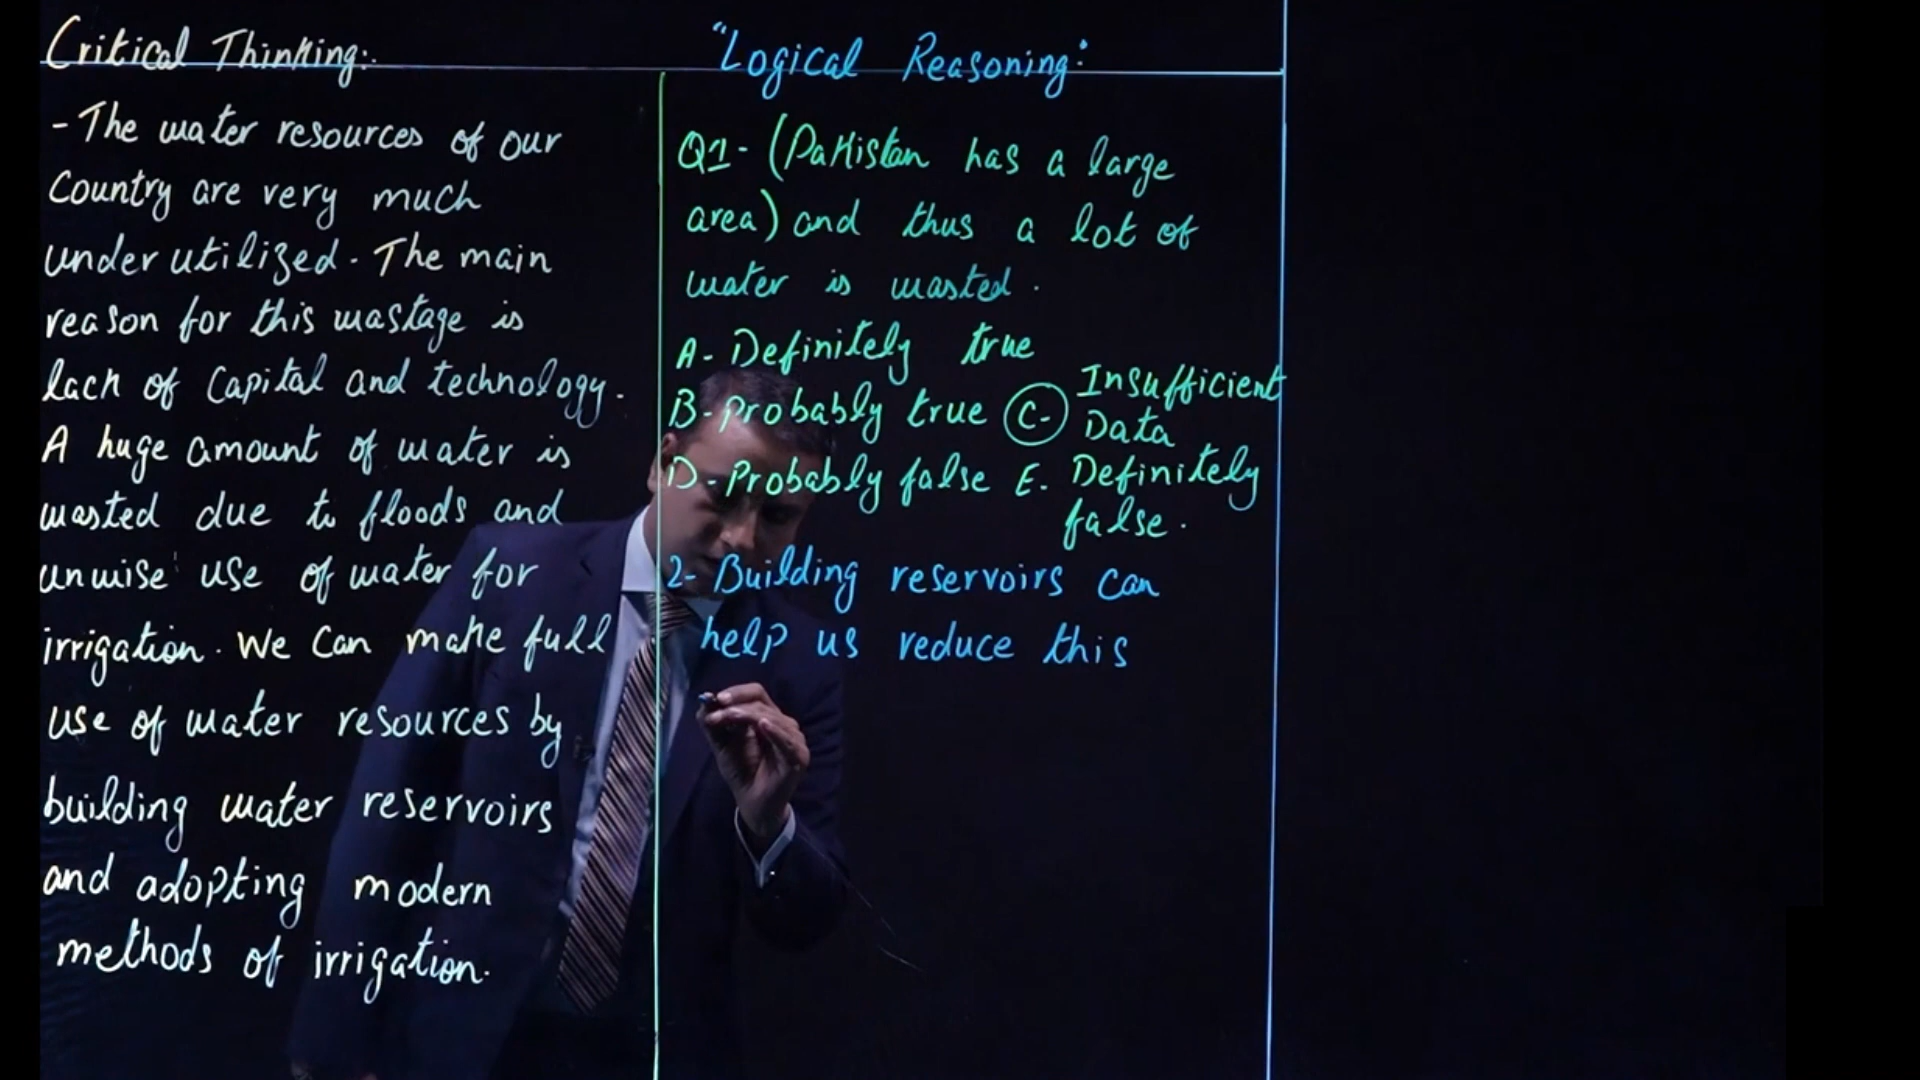 Critical Thinking:.
- The water resources of our
Country are very much
under utilized. The main
reason for this wastage is
lack of Capital and technology.
A huge amount of water is
wasted due to floods and
unwise use of water for
irrigation. We Can make full
use of water resources by
building water reservoirs
and adopting modern
methods of irrigation.
"Logical Reasoning:
Q1- (Pakistan has a large
area) and thus a lot of
water is wasted.
A- Definitely true
B- Probably true C- Insufficient
Data
D- Probably false E. Definitely
false.
2- Building reservoirs can
help us reduce this